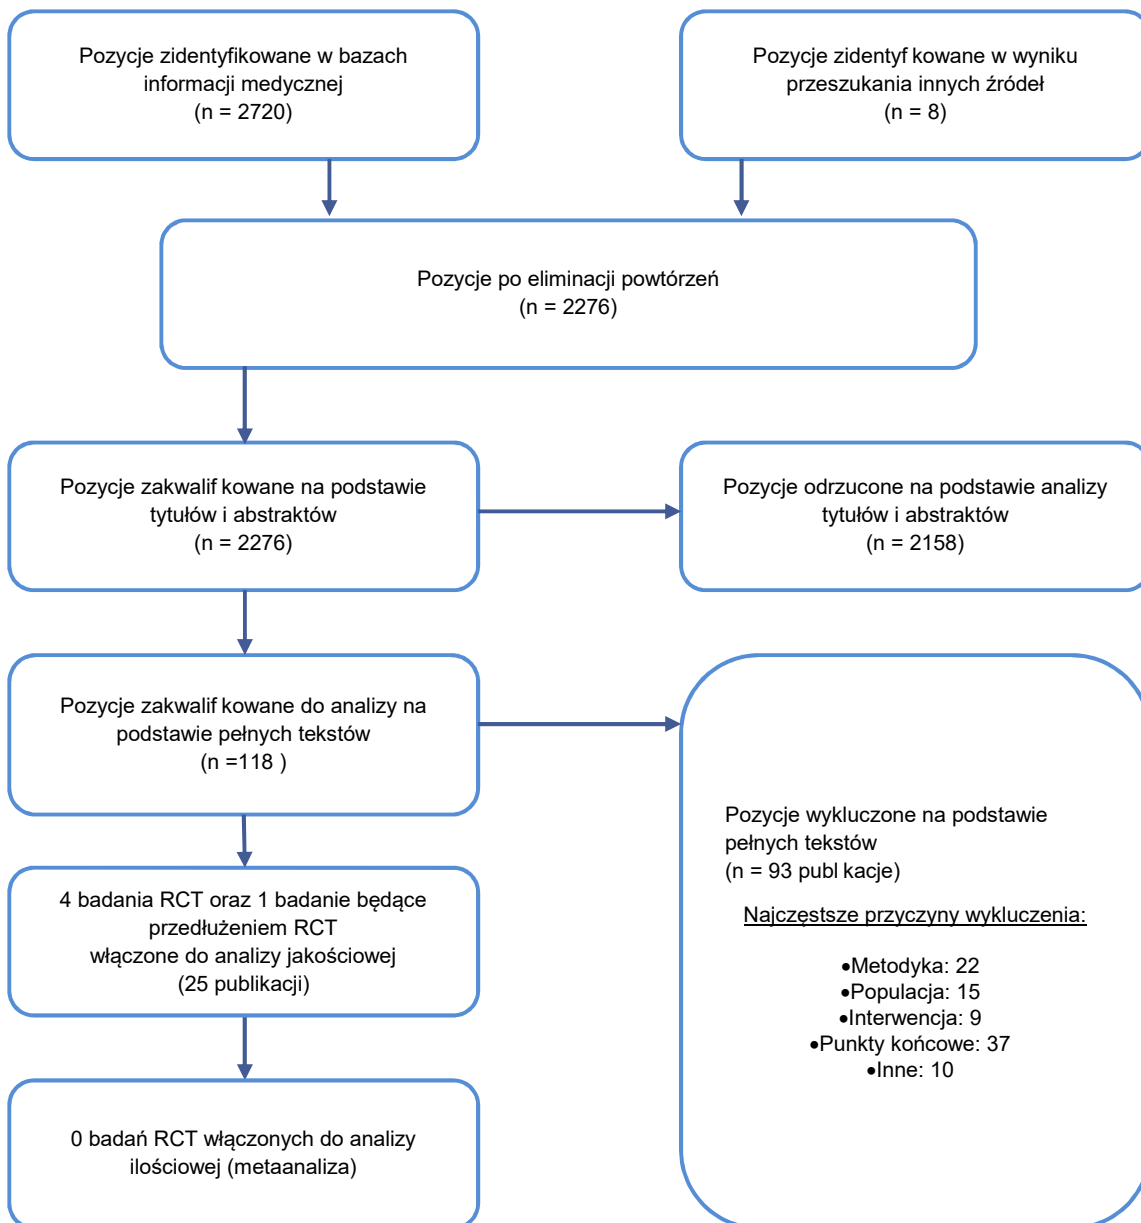 Pozycje zidentyfikowane w bazach
informacji medycznej
(n = 2720)
Pozycje zidentyf kowane w wyniku
przeszukania innych źródeł
(n = 8)
Pozycje po eliminacji powtórzeń
(n = 2276)
Pozycje zakwalif kowane na podstawie
tytułów i abstraktów
(n = 2276)
Pozycje odrzucone na podstawie analizy
tytułów i abstraktów
(n = 2158)
Pozycje zakwalif kowane do analizy na
podstawie pełnych tekstów
(n =118 )
Pozycje wykluczone na podstawie
pełnych tekstów
(n = 93 publ kacje)
Najczęstsze przyczyny wykluczenia:
•Metodyka: 22
•Populacja: 15
•Interwencja: 9
•Punkty końcowe: 37
•Inne: 10
4 badania RCT oraz 1 badanie będące
przedłużeniem RCT
włączone do analizy jakościowej
(25 publikacji)
0 badań RCT włączonych do analizy
ilościowej (metaanaliza)